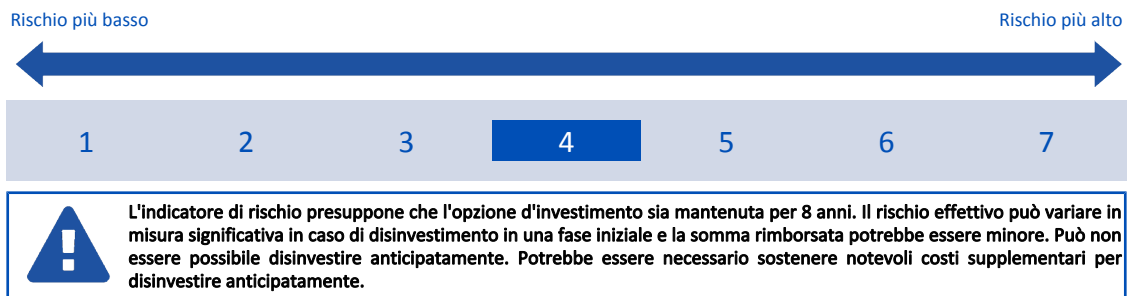 Rischio più basso Rischio più alto
1 2 3 4 5 6 7
L'indicatore di rischio presuppone che l'opzione d'investimento sia mantenuta per 8 anni. Il rischio effettivo può variare in
misura significativa in caso di disinvestimento in una fase iniziale e la somma rimborsata potrebbe essere minore. Può non
essere possibile disinvestire anticipatamente. Potrebbe essere necessario sostenere notevoli costi supplementari per
disinvestire anticipatamente.